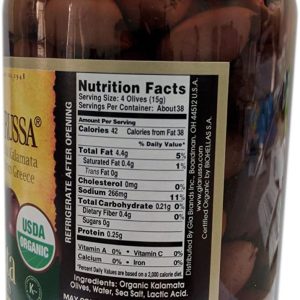 RUSSA®
Kalamata
Greece
USDA
ORGANIC
K
REFRIGERATE AFTER OPENING
Nutrition Facts
Serving Size: 4 Olives (15g)
Servings Per Container: About38
Amount Per Serving
Calories 42 Calories from Fat 38
% Daily Value*
Total Fat 4.4g 5%
Saturated Fat 0.4g 1%
Trans Fat 0g
Cholesterol 0mg 0%
Sodium 266mg 11%
Total Carbohydrate 0.21g 0%
Dietary Fiber 0.4g
Sugars 0g
Protein 0.25g
Vitamin A 0% • Vitamin C 0%
Calcium 0% • Iron 0%
*Percent Daily Values are based on a 2,000 calorie diet.
Ingredients: Organic Kalamata
Olives, Water, Sea Salt, Lactic Acid.
Distributed By Gia Brands Inc., Boardman, OH 44512 U.S.A.
www.giarussa.com
Certified Organic by BIOHELLAS S.A.